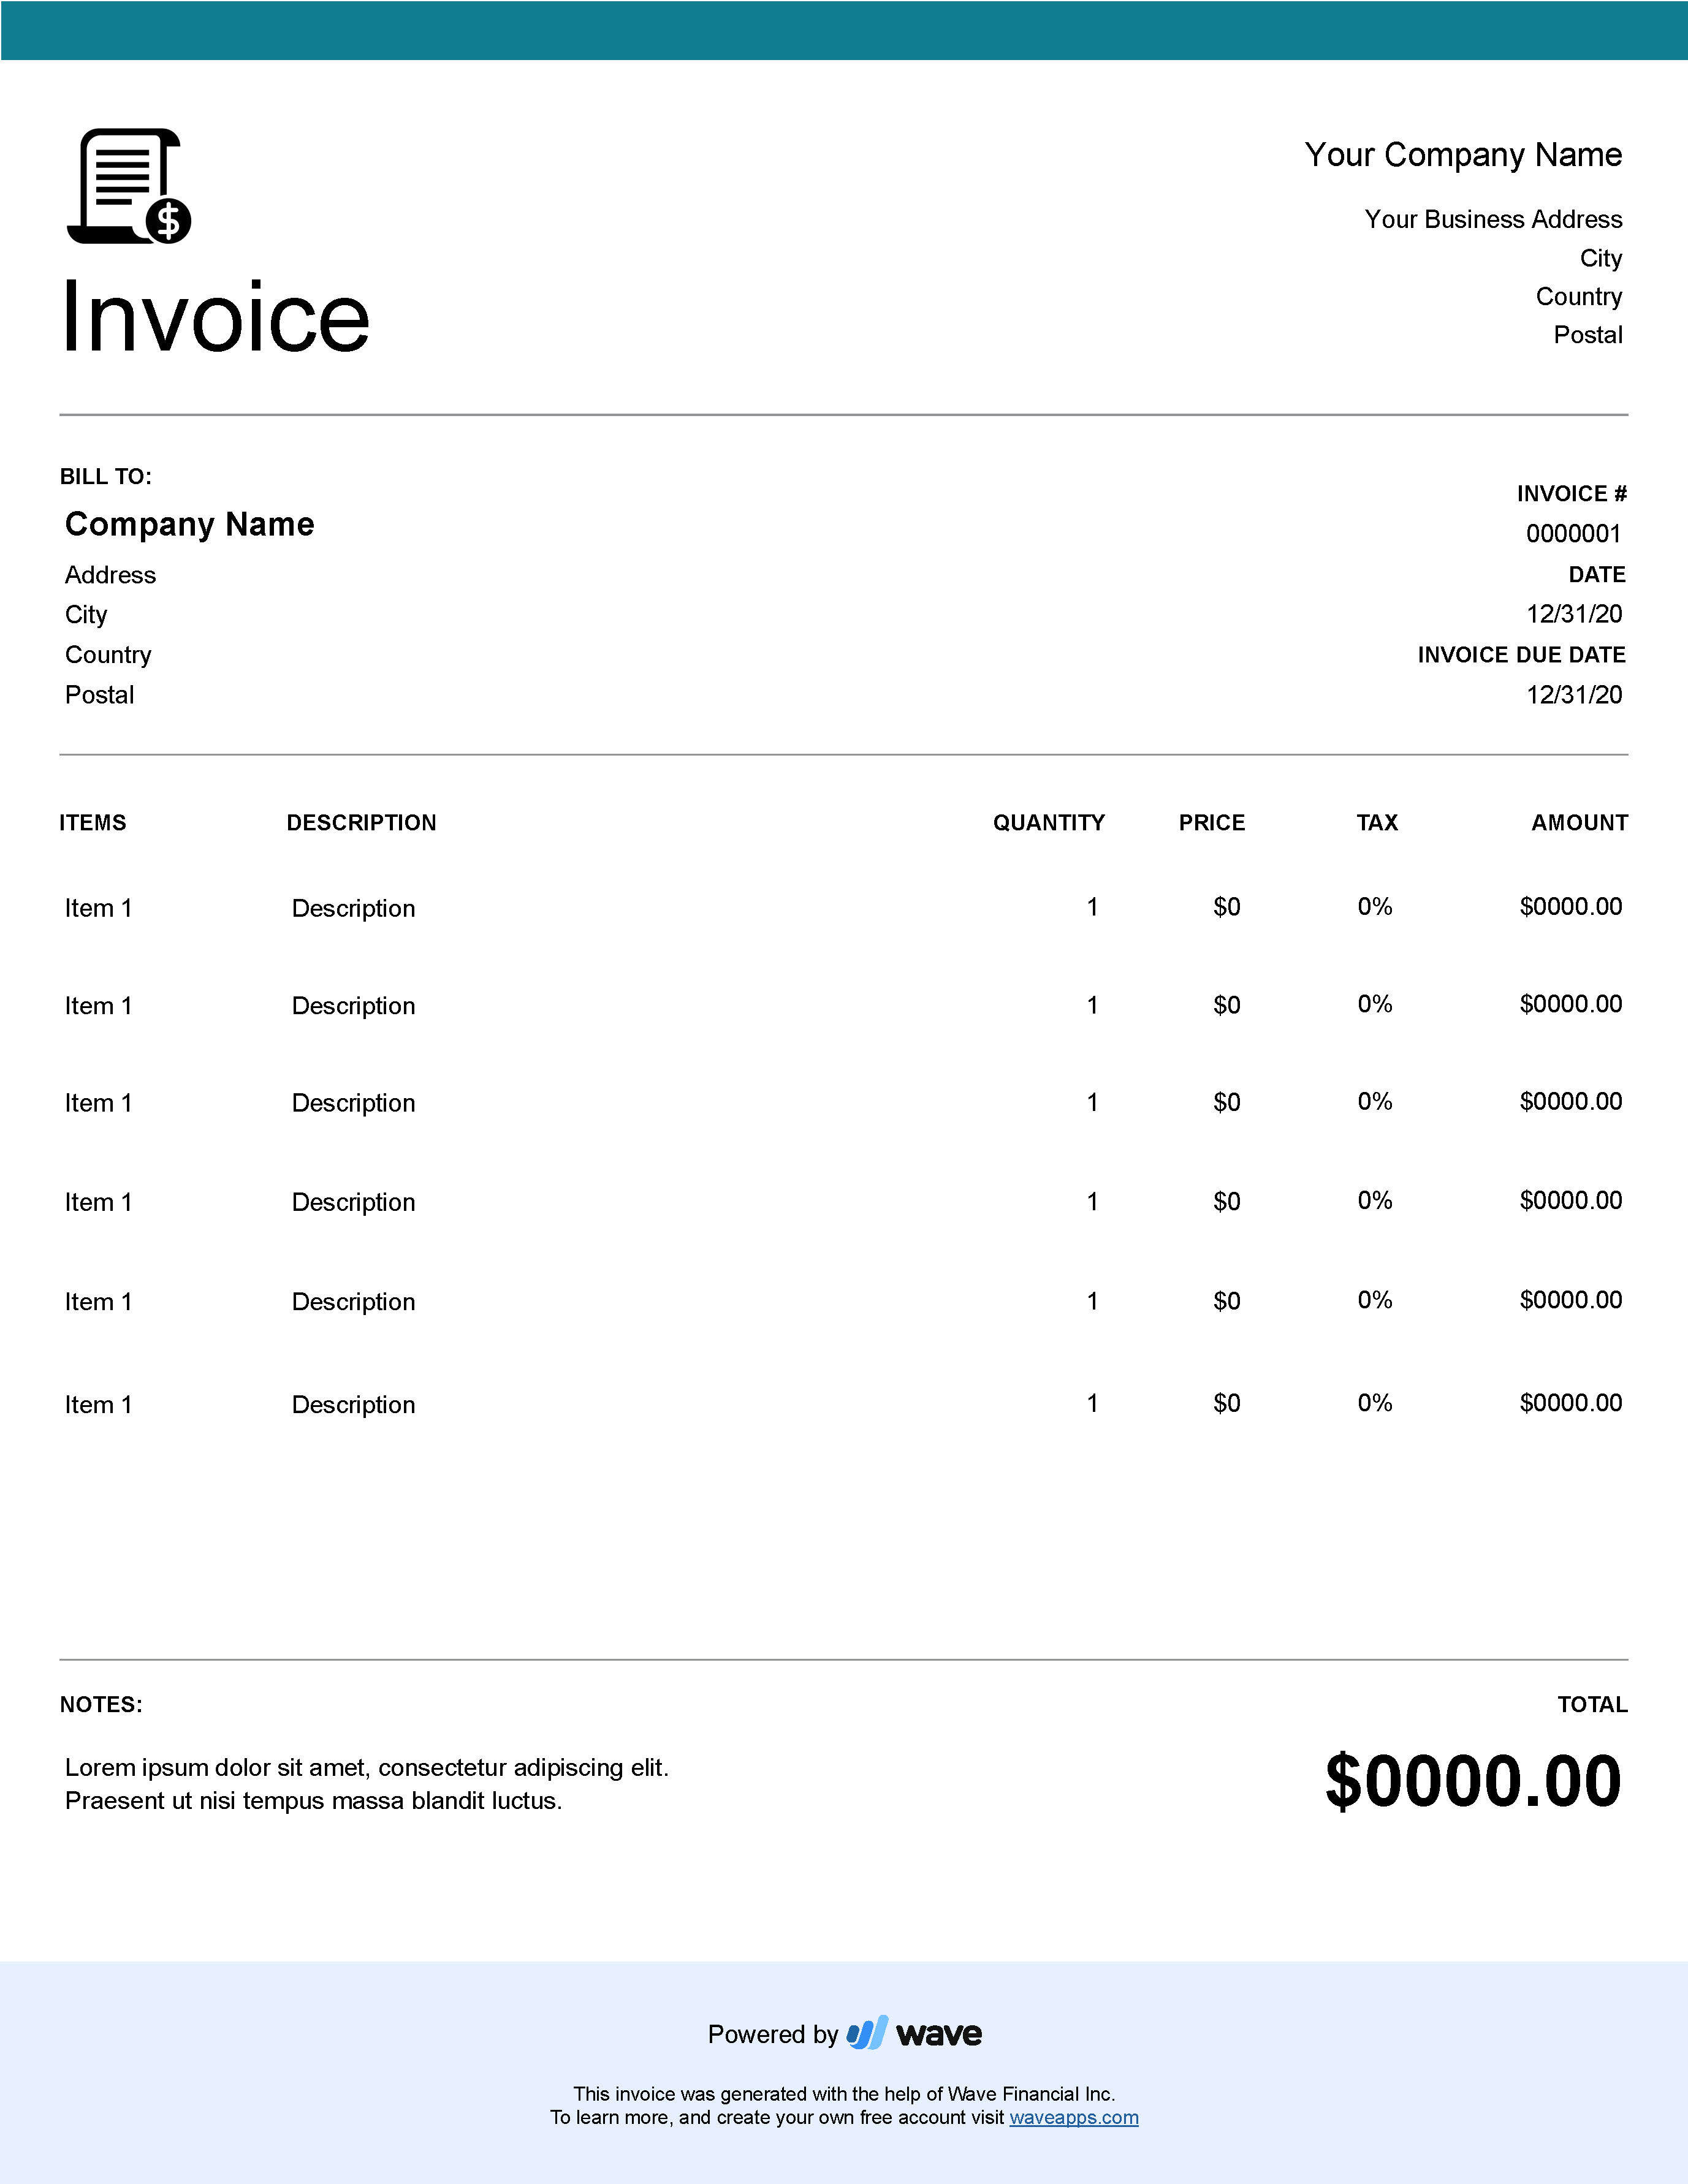 $
Invoice
Your Company Name
Your Business Address
City
Country
Postal
BILL TO:
Company Name
Address
City
Country
Postal
INVOICE #
0000001
DATE
12/31/20
INVOICE DUE DATE
12/31/20
ITEMS DESCRIPTION QUANTITY PRICE TAX AMOUNT
Item 1 Description 1 $0 0% $0000.00
Item 1 Description 1 $0 0% $0000.00
Item 1 Description 1 $0 0% $0000.00
Item 1 Description 1 $0 0% $0000.00
Item 1 Description 1 $0 0% $0000.00
Item 1 Description 1 $0 0% $0000.00
NOTES:
Lorem ipsum dolor sit amet, consectetur adipiscing elit.
Praesent ut nisi tempus massa blandit luctus.
TOTAL
$0000.00
Powered by wave
This invoice was generated with the help of Wave Financial Inc.
To learn more, and create your own free account visit waveapps.com